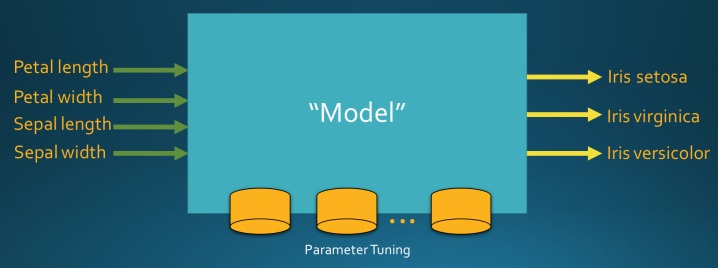 Petal length
Petal width
Sepal length
Sepal width
“Model”
Iris setosa
Iris virginica
Iris versicolor
...
Parameter Tuning